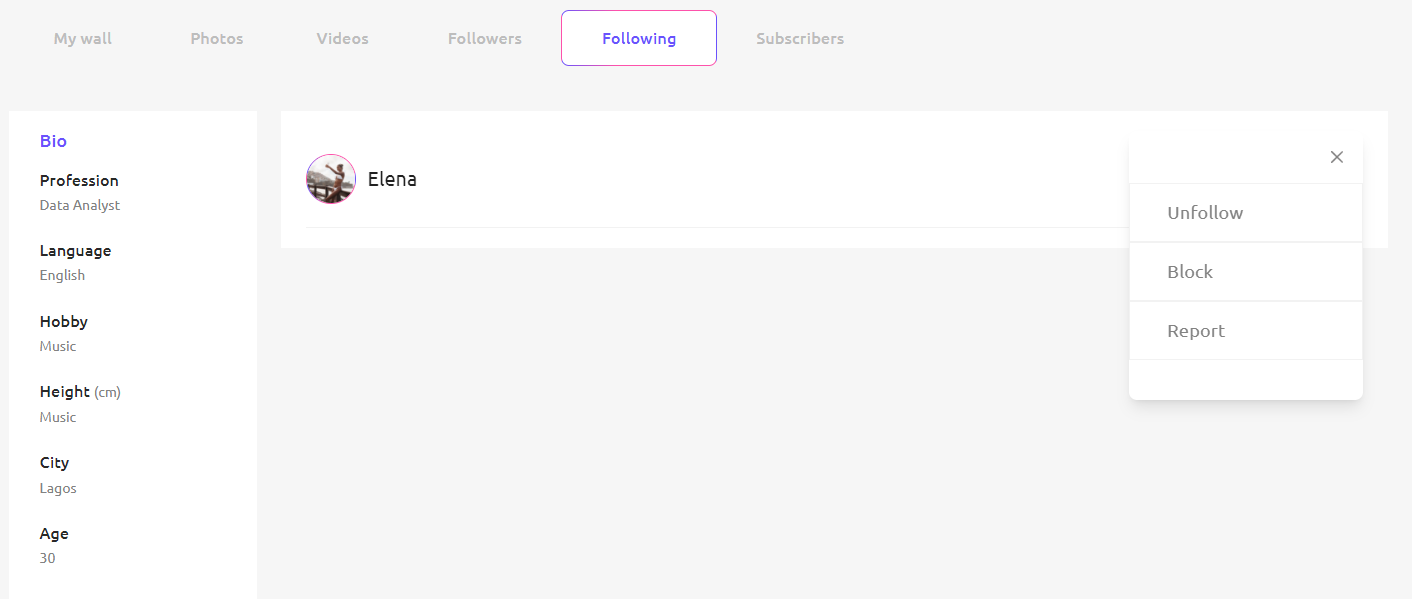 My wall Photos Videos Followers Following Subscribers
Bio
Profession
Data Analyst
Language
English
Hobby
Music
Height (cm)
Music
City
Lagos
Age
30
Elena
Unfollow
Block
Report